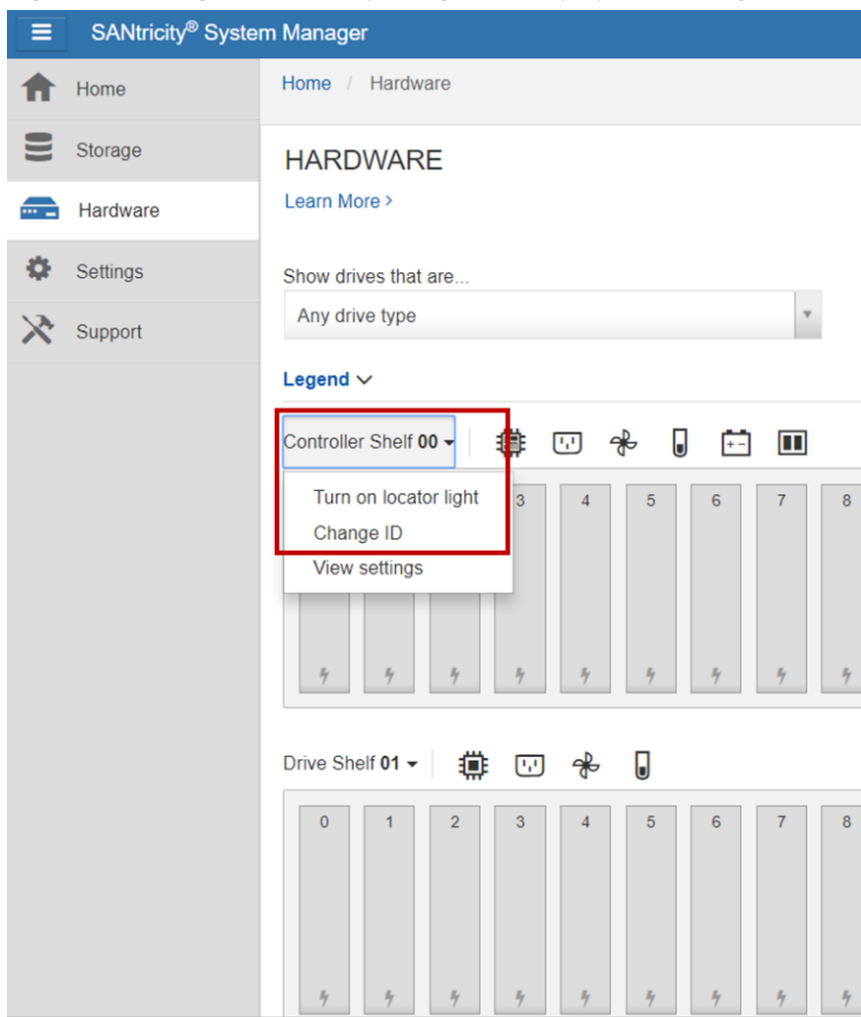 SANtricity® System Manager
Home
Storage
Hardware
Settings
Support
Home / Hardware
HARDWARE
Learn More >
Show drives that are...
Any drive type
Legend
Controller Shelf 00
Turn on locator light
Change ID
View settings
3 4 5 6 7 8
Drive Shelf 01
0 1 2 3 4 5 6 7 8